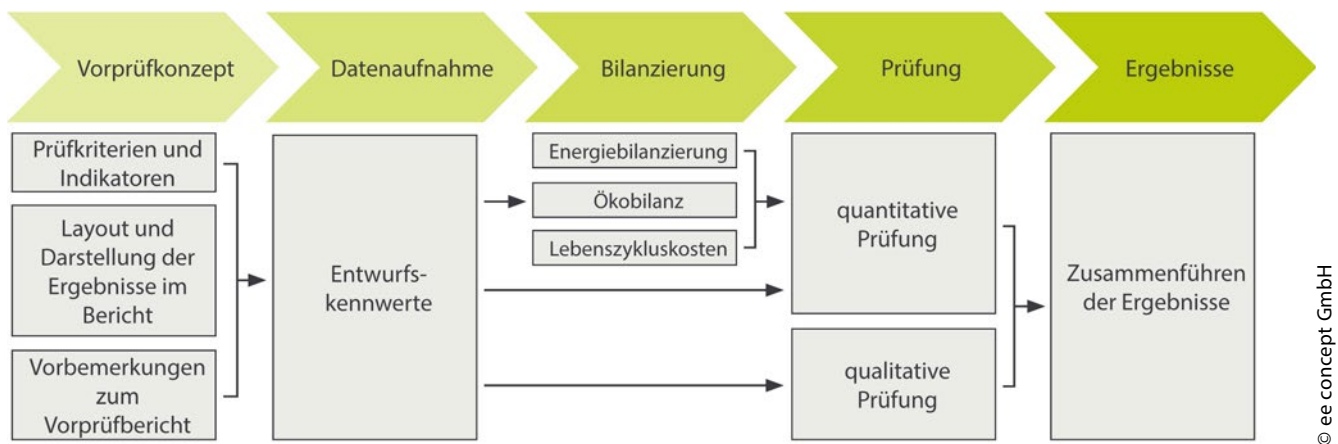 Vorprüfkonzept
Datenaufnahme
Bilanzierung
Prüfung
Ergebnisse
Prüfkriterien und
Indikatoren
Layout und
Darstellung der
Ergebnisse im
Bericht
Vorbemerkungen
zum
Vorprüfbericht
Entwurfs-
kennwerte
Energiebilanzierung
Ökobilanz
Lebenszykluskosten
quantitative
Prüfung
qualitative
Prüfung
Zusammenführen
der Ergebnisse
© ee concept GmbH